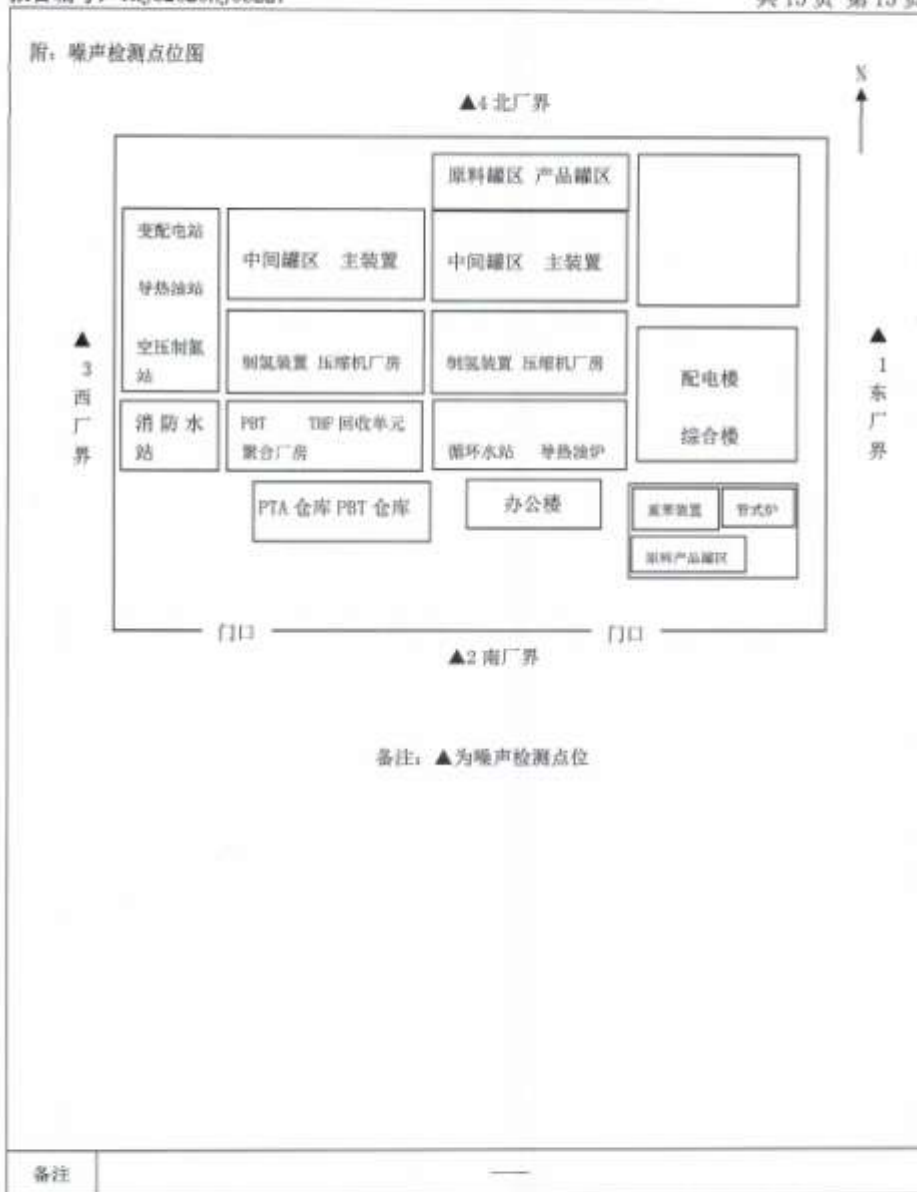 共 15 页 第 15 页
附：噪声检测点位图
N
▲4 北厂界
原料罐区 产品罐区
变配电站
导热油站
空压制氮站
中间罐区 主装置
中间罐区 主装置
制氢装置 压缩机厂房
制氢装置 压缩机厂房
配电楼
综合楼
▲
3
西
厂
界
▲
1
东
厂
界
消防水
站
PBT THF 回收单元
聚合厂房
循环水站 导热油炉
PTA 仓库 PBT 仓库
办公楼
装置 管式炉
原料产品罐区
门口
门口
▲2 南厂界
备注：▲为噪声检测点位
备注
——